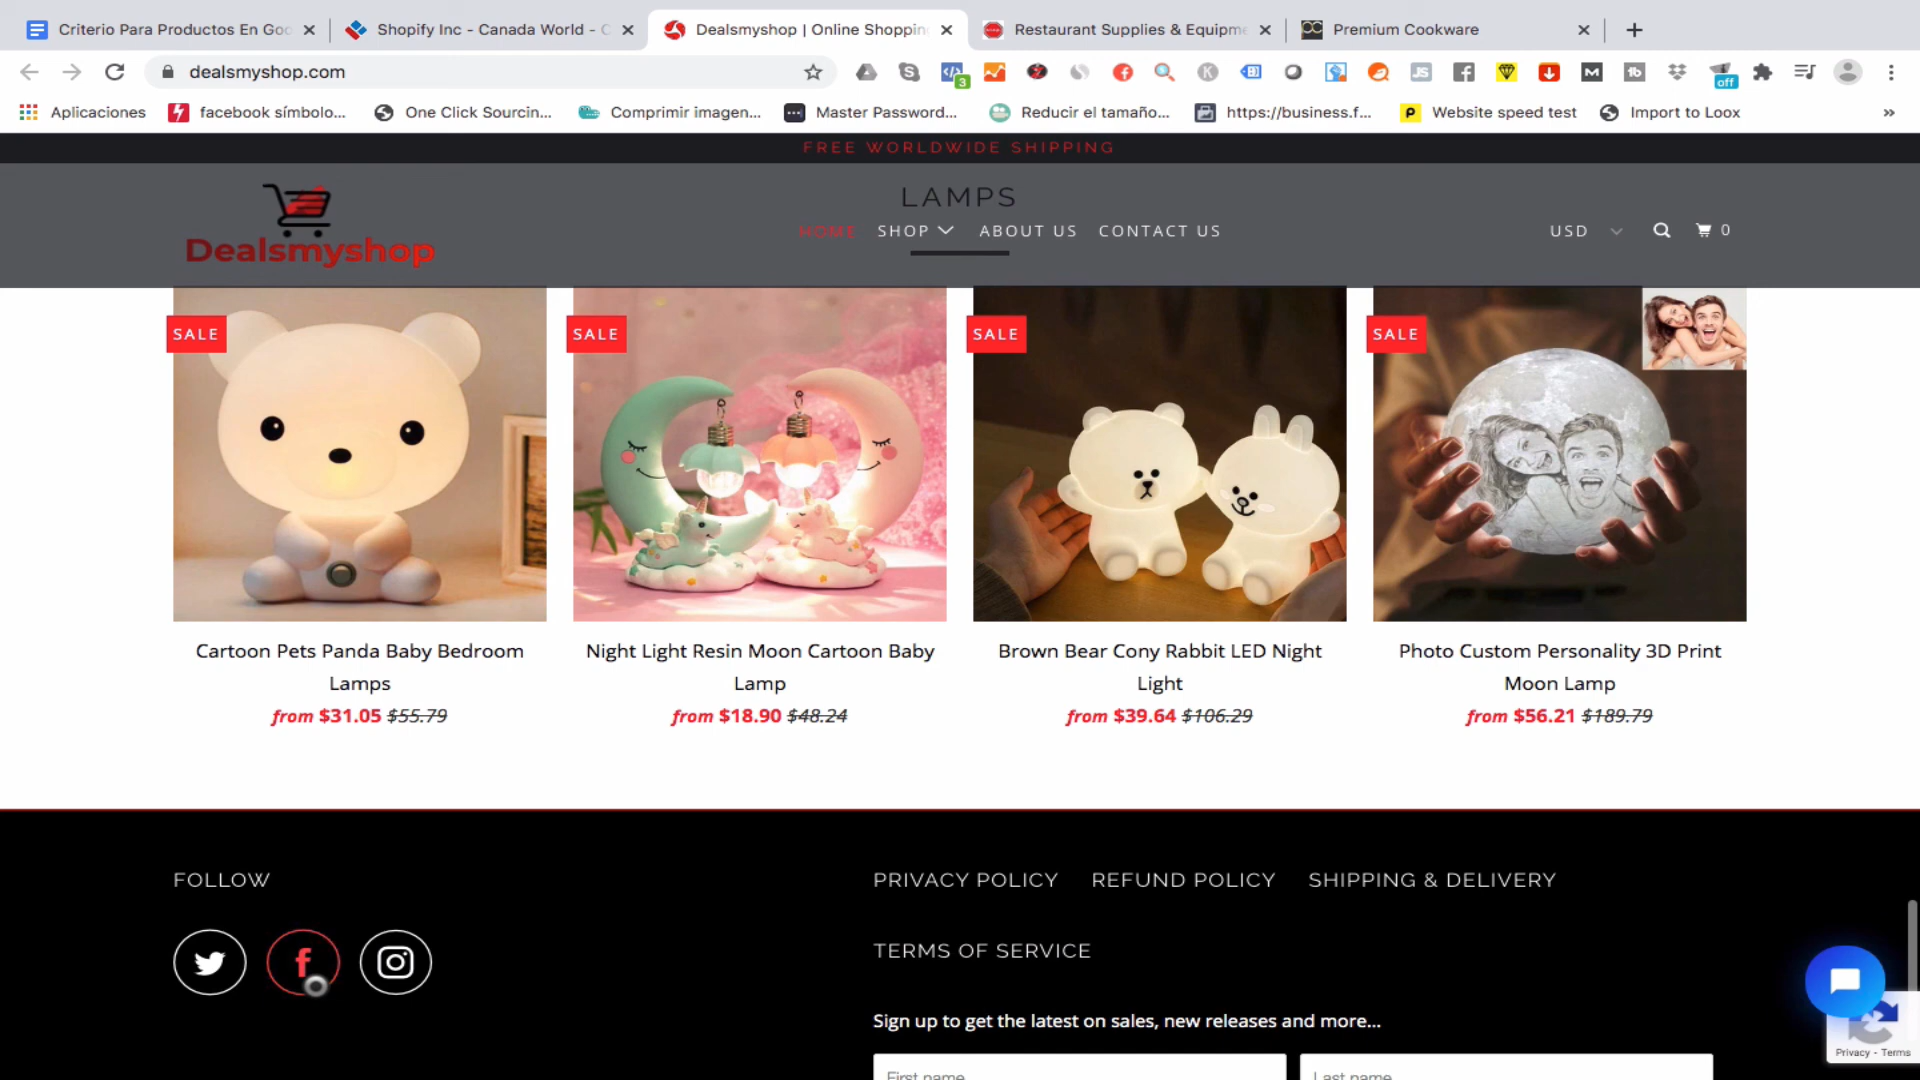 Criterio Para Productos En Goo
Shopify Inc - Canada World - C
Dealsmyshop | Online Shopping
Restaurant Supplies & Equipme
Premium Cookware
dealsmyshop.com
3
off
Aplicaciones
facebook símbolo...
One Click Sourcin...
Comprimir imagen...
Master Password...
Reducir el tamaño...
https://business.f...
Website speed test
Import to Loox
FREE WORLDWIDE SHIPPING
Dealsmyshop
LAMPS
HOME
SHOP
ABOUT US
CONTACT US
USD
0
SALE
SALE
SALE
SALE
Cartoon Pets Panda Baby Bedroom
Lamps
from $31.05 $55.79
Night Light Resin Moon Cartoon Baby
Lamp
from $18.90 $48.24
Brown Bear Cony Rabbit LED Night
Light
from $39.64 $106.29
Photo Custom Personality 3D Print
Moon Lamp
from $56.21 $189.79
FOLLOW
PRIVACY POLICY
REFUND POLICY
SHIPPING & DELIVERY
TERMS OF SERVICE
Sign up to get the latest on sales, new releases and more...
First name
Last name
Privacy - Terms